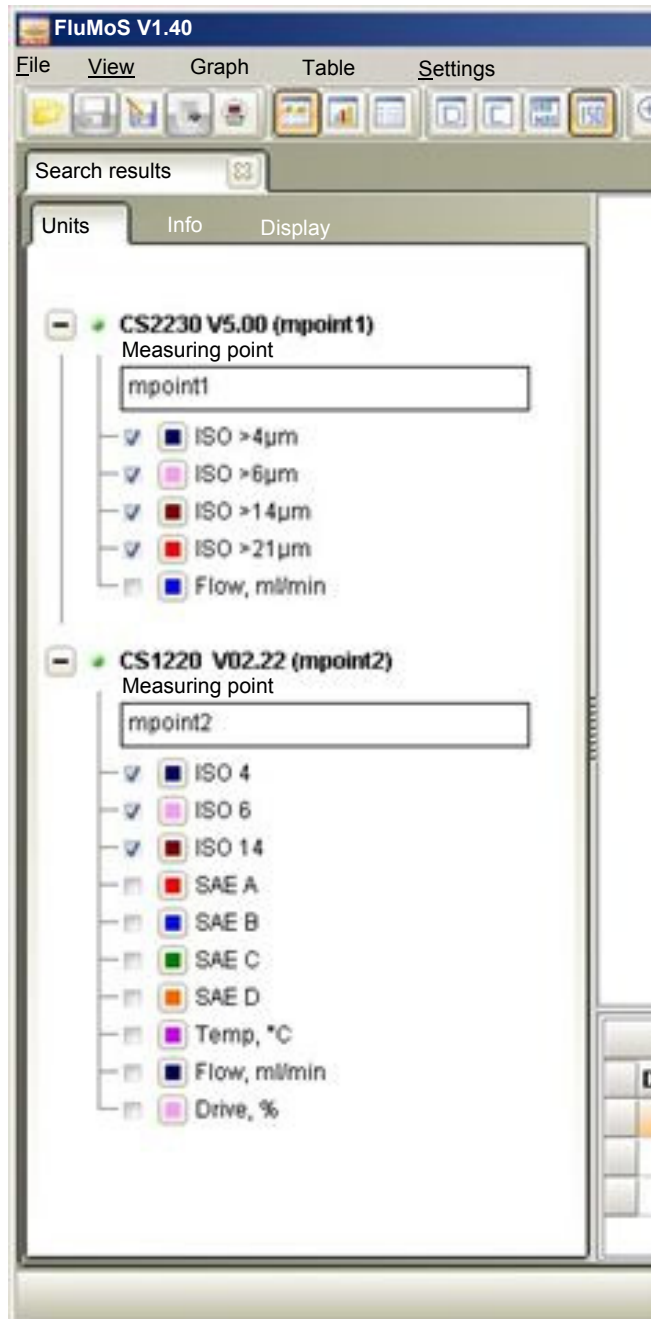 FluMoS V1.40
File View Graph Table Settings
D C ISO
Search results
Units Info Display
CS2230 V5.00 (mpoint1)
Measuring point
mpoint1
ISO >4µm
ISO >6µm
ISO >14µm
ISO >21µm
Flow, ml/min
CS1220 V02.22 (mpoint2)
Measuring point
mpoint2
ISO 4
ISO 6
ISO 14
SAE A
SAE B
SAE C
SAE D
Temp, °C
Flow, ml/min
Drive, %